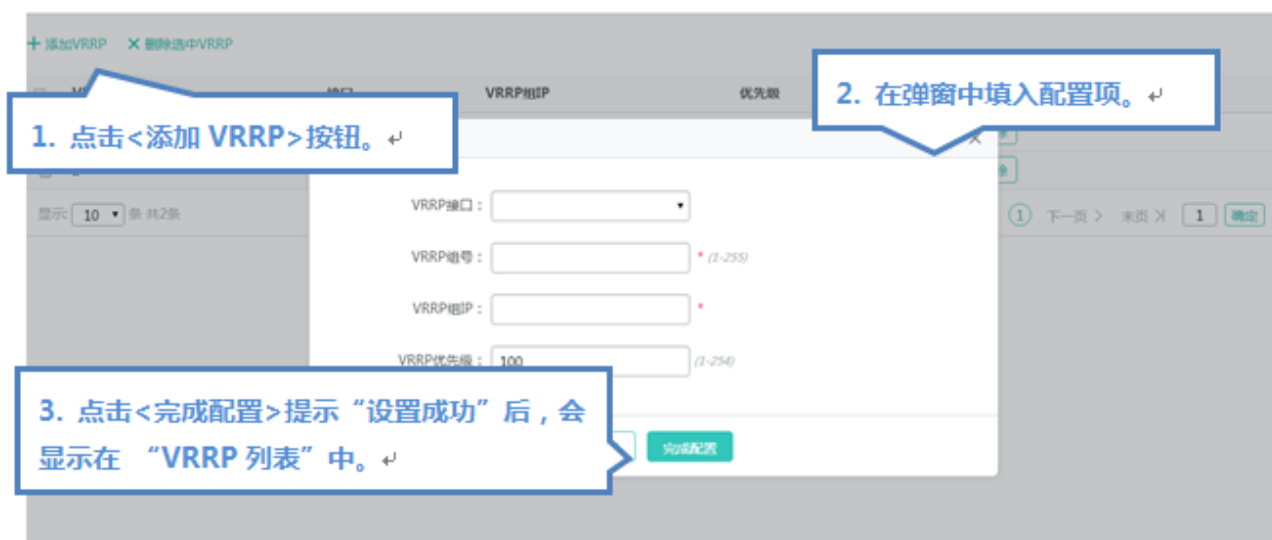 添加VRRP 删除选中VRRP
VRRP组IP 优先级
2. 在弹窗中填入配置项。
1. 点击<添加 VRRP>按钮。
VRRP接口：
显示: 10 条 共2条
1 下一页 末页 1 确定
VRRP组号： * (1-255)
VRRP组IP： *
VRRP优先级： 100 (1-254)
3. 点击<完成配置>提示“设置成功”后，会
显示在 “VRRP 列表”中。
完成配置